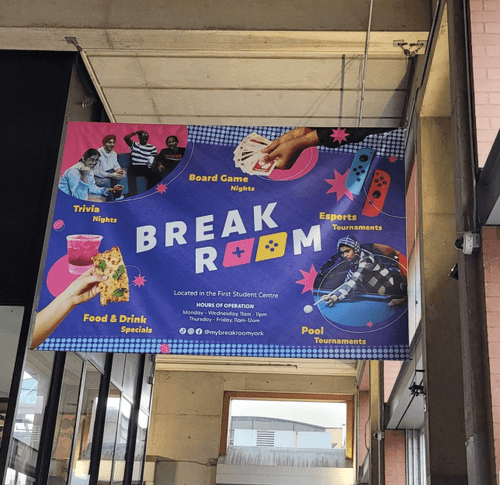 Board Game
Nights
Trivia
Nights
Esports
Tournaments
BREAK
ROOM
Located in the First Student Centre
HOURS OF OPERATION
Monday - Wednesday, 11am - 11pm
Thursday - Friday, 11am-12am
@mybreakroomyork
Food & Drink
Specials
Pool
Tournaments